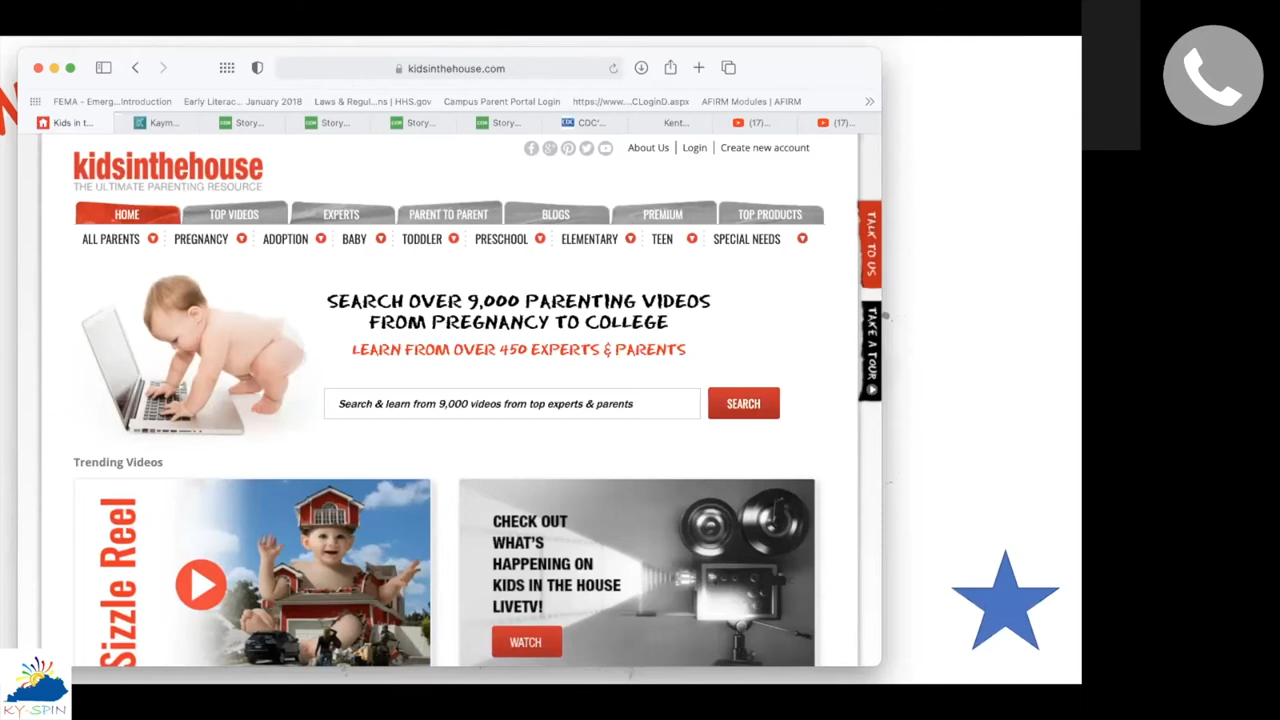 kidsinthehouse.com
FEMA - Emerg...Introduction Early Literac... January 2018 Laws & Regul...ns | HHS.gov Campus Parent Portal Login https://www....CLoginD.aspx AFIRM Modules | AFIRM
Kids in t... Kaym... Story... Story... Story... Story... CDC'... Kent... (17)... (17)...
kidsinthehouse
THE ULTIMATE PARENTING RESOURCE
About Us | Login | Create new account
HOME TOP VIDEOS EXPERTS PARENT TO PARENT BLOGS PREMIUM TOP PRODUCTS
ALL PARENTS PREGNANCY ADOPTION BABY TODDLER PRESCHOOL ELEMENTARY TEEN SPECIAL NEEDS
TALK TO US
TAKE A TOUR
SEARCH OVER 9,000 PARENTING VIDEOS
FROM PREGNANCY TO COLLEGE
LEARN FROM OVER 450 EXPERTS & PARENTS
Search & learn from 9,000 videos from top experts & parents
SEARCH
Trending Videos
Sizzle Reel
CHECK OUT
WHAT'S
HAPPENING ON
KIDS IN THE HOUSE
LIVETV!
WATCH
KY-SPIN